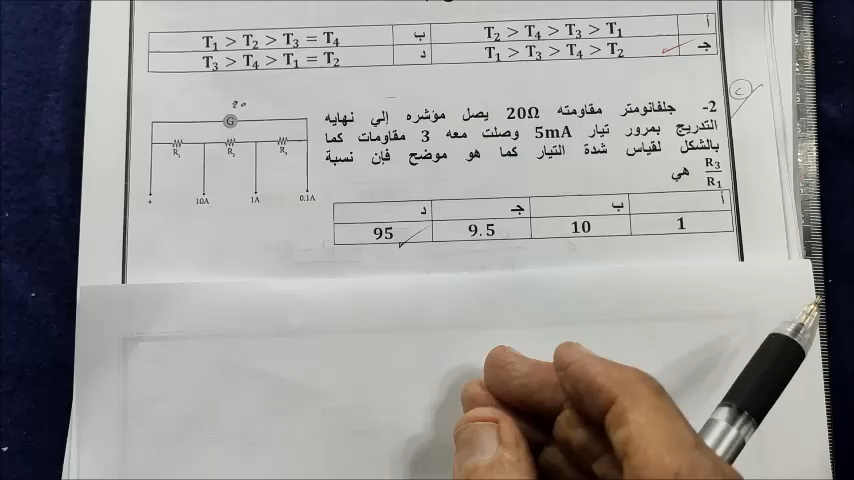 أ T₂ > T₄ > T₃ > T₁ ب T₁ > T₂ > T₃ = T₄
جـ T₁ > T₃ > T₄ > T₂ د T₃ > T₄ > T₁ = T₂
2- جلفانومتر مقاومته 20Ω يصل مؤشره إلي نهايه
التدريج بمرور تيار 5mA وصلت معه 3 مقاومات كما
بالشكل لقياس شدة التيار كما هو موضح فإن نسبة
R₃/R₁ هي
20
G
R₁ R₂ R₃
+ 10A 1A 0.1A
أ ب جـ د
1 10 9.5 95